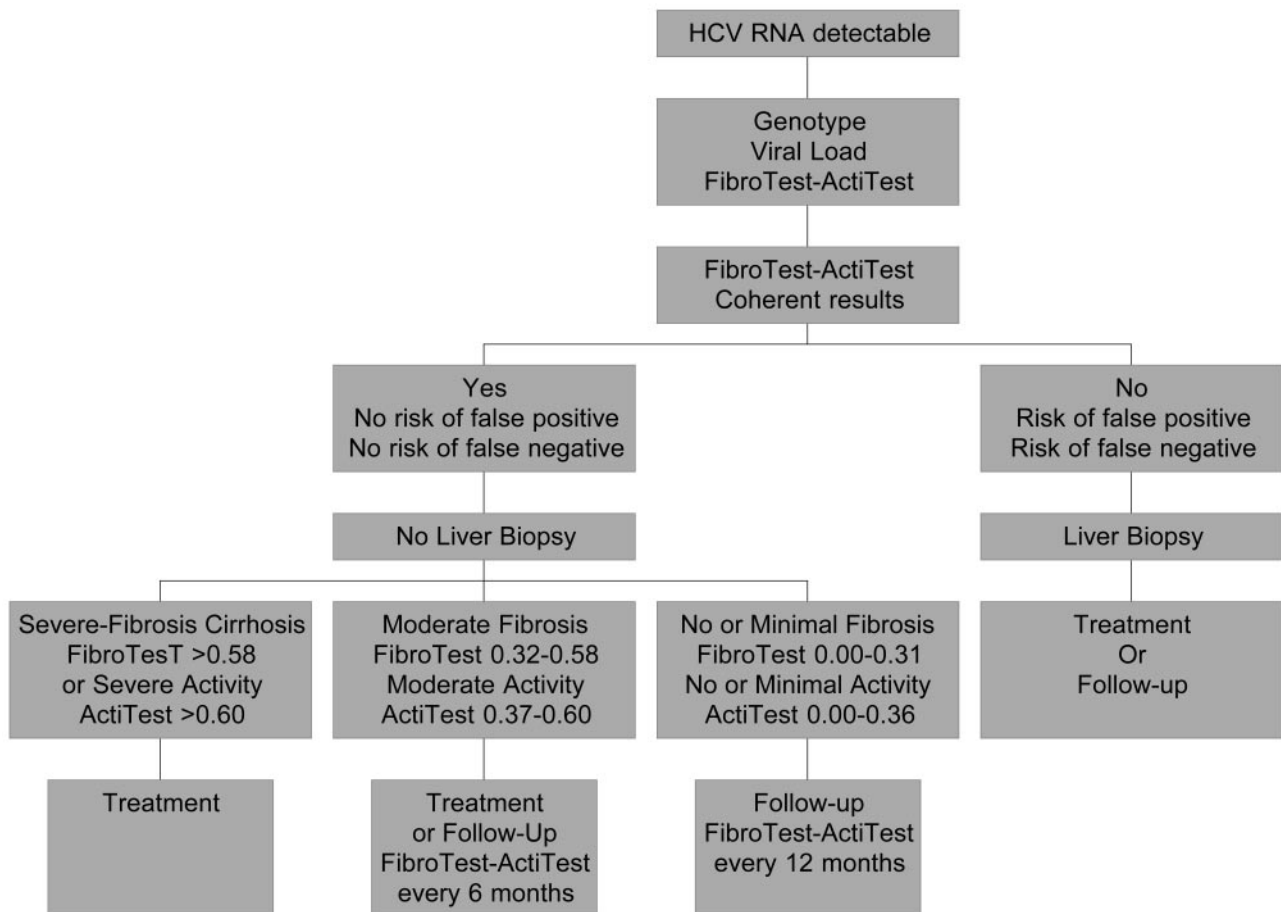 HCV RNA detectable
Genotype
Viral Load
FibroTest-ActiTest
FibroTest-ActiTest
Coherent results
Yes
No risk of false positive
No risk of false negative
No
Risk of false positive
Risk of false negative
No Liver Biopsy
Liver Biopsy
Severe-Fibrosis Cirrhosis
FibroTesT >0.58
or Severe Activity
ActiTest >0.60
Moderate Fibrosis
FibroTest 0.32-0.58
Moderate Activity
ActiTest 0.37-0.60
No or Minimal Fibrosis
FibroTest 0.00-0.31
No or Minimal Activity
ActiTest 0.00-0.36
Treatment
Or
Follow-up
Treatment
Treatment
or Follow-Up
FibroTest-ActiTest
every 6 months
Follow-up
FibroTest-ActiTest
every 12 months